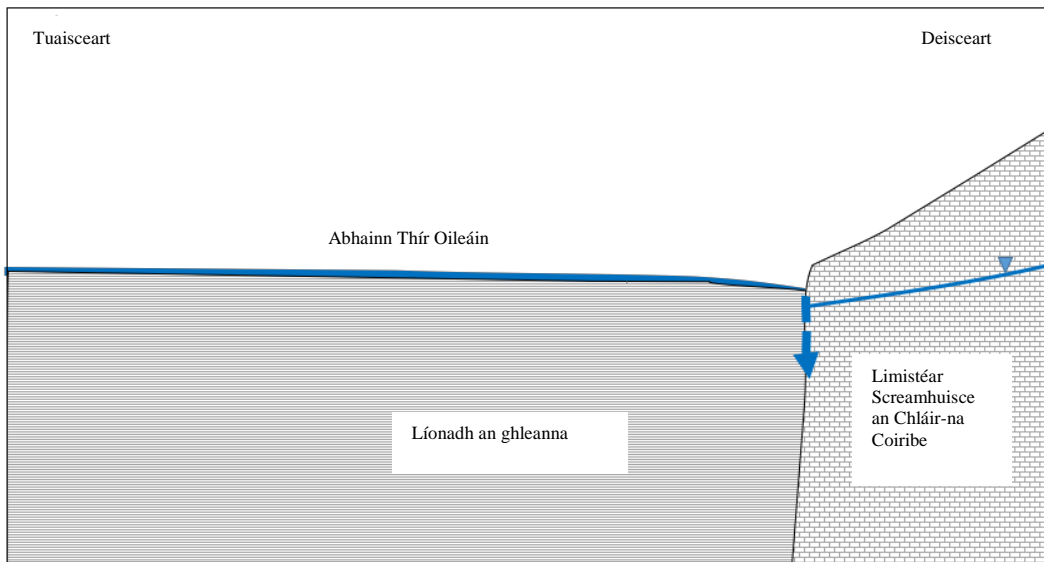 Tuaisceart
Deisceart
Abhainn Thír Oileáin
Líonadh an ghleanna
Limistéar
Screamhuisce
an Chláir-na
Coiribe